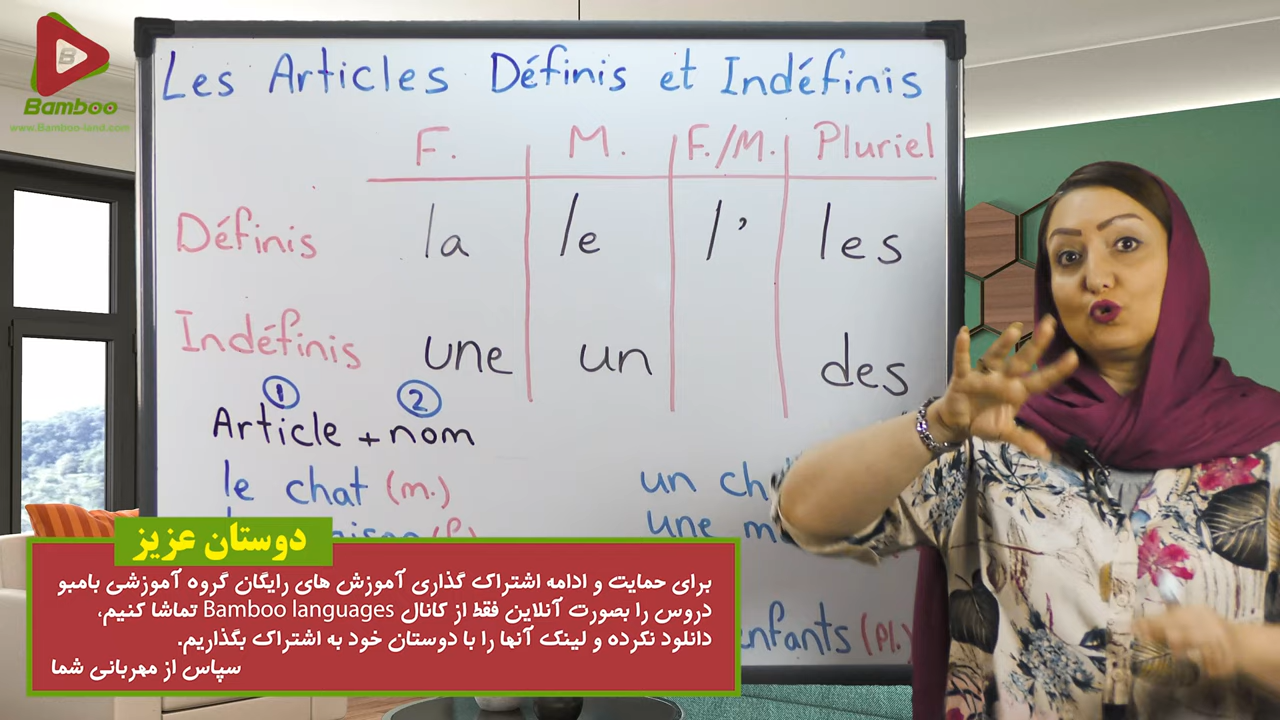 B
Bamboo
www.Bamboo-land.com
Les Articles Définis et Indéfinis
F. M. F./M. Pluriel
Définis la le l' les
Indéfinis une un des
1 2
Article + nom
le chat (m.)
un
une
enfants (pl.)
دوستان عزیز
برای حمایت و ادامه اشتراک گذاری آموزش های رایگان گروه آموزشی بامبو
دروس را بصورت آنلاین فقط از کانال Bamboo languages تماشا کنیم،
دانلود نکرده و لینک آنها را با دوستان خود به اشتراک بگذاریم.
سپاس از مهربانی شما